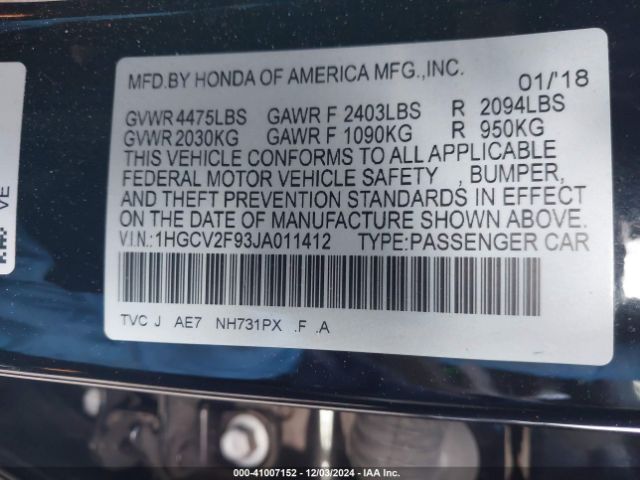 MFD.BY HONDA OF AMERICA MFG.,INC. 01/'18
GVWR 4475LBS GAWR F 2403LBS R 2094LBS
GVWR 2030KG GAWR F 1090KG R 950KG
THIS VEHICLE CONFORMS TO ALL APPLICABLE
FEDERAL MOTOR VEHICLE SAFETY , BUMPER,
AND THEFT PREVENTION STANDARDS IN EFFECT
ON THE DATE OF MANUFACTURE SHOWN ABOVE.
V.I.N.:1HGCV2F93JA011412 TYPE:PASSENGER CAR
TVC J AE7 NH731PX .F .A
VE
000-41007152 - 12/03/2024 - IAA Inc.